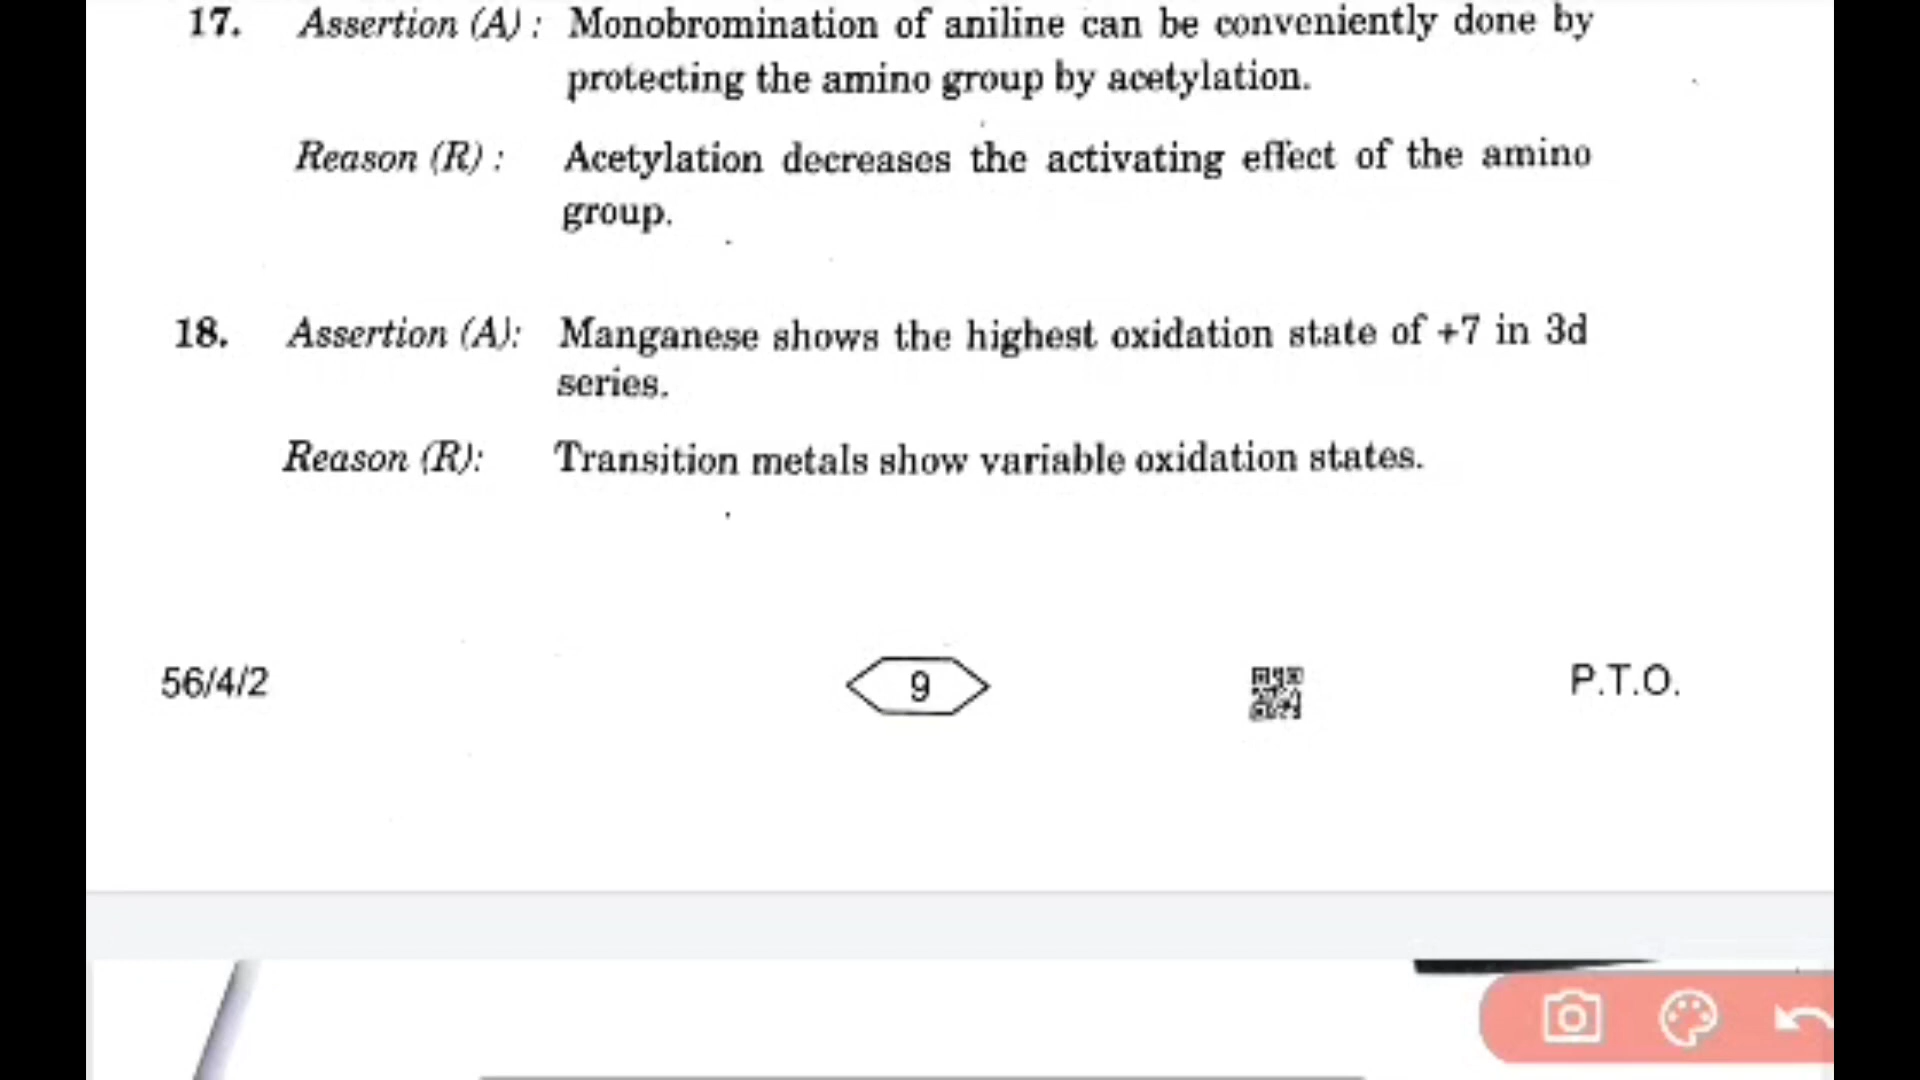 17. Assertion (A) : Monobromination of aniline can be conveniently done by
protecting the amino group by acetylation.
Reason (R) : Acetylation decreases the activating effect of the amino
group.
18. Assertion (A): Manganese shows the highest oxidation state of +7 in 3d
series.
Reason (R): Transition metals show variable oxidation states.
56/4/2 9 P.T.O.